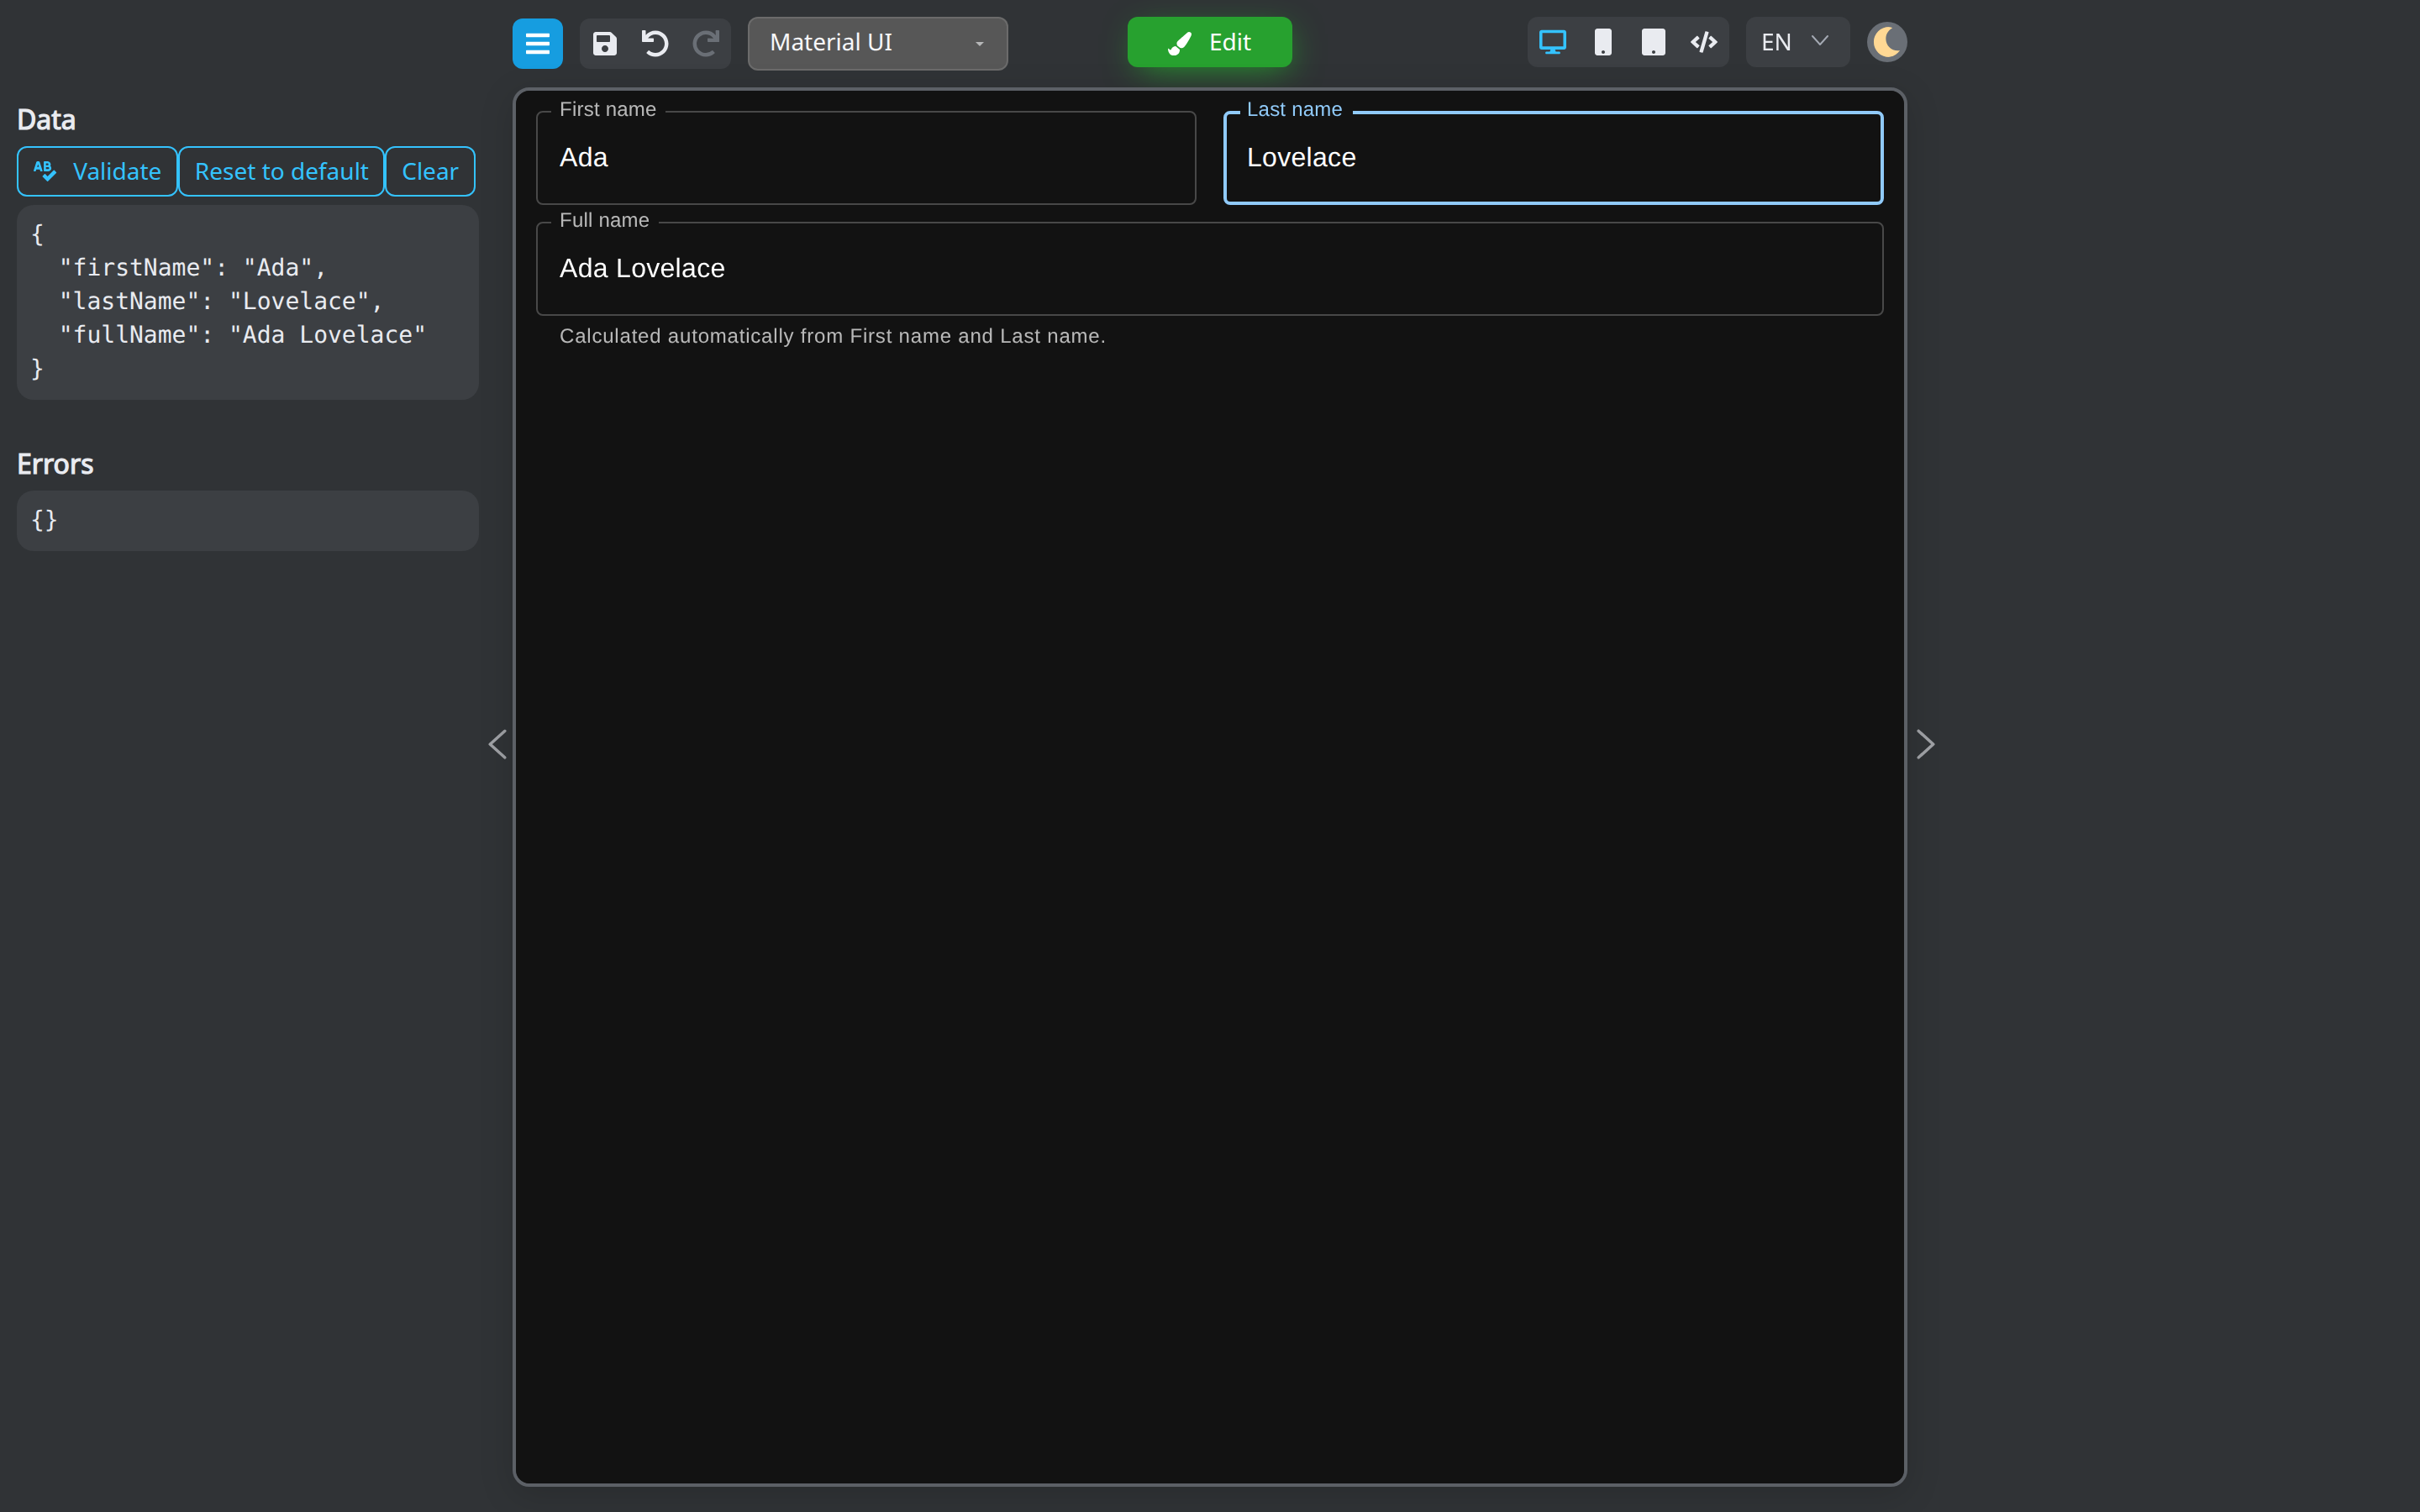 Material UI
Edit
EN
Data
AB Validate
Reset to default
Clear
{
  "firstName": "Ada",
  "lastName": "Lovelace",
  "fullName": "Ada Lovelace"
}
Errors
{}
First name
Ada
Last name
Lovelace
Full name
Ada Lovelace
Calculated automatically from First name and Last name.